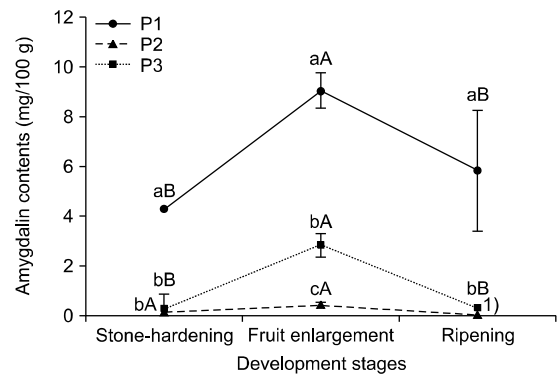 12
10
8
6
4
2
0
Amygdalin contents (mg/100 g)
P1
P2
P3
aB
aA
aB
bB
bA
bA
cA
bB
1)
Stone-hardening
Fruit enlargement
Ripening
Development stages